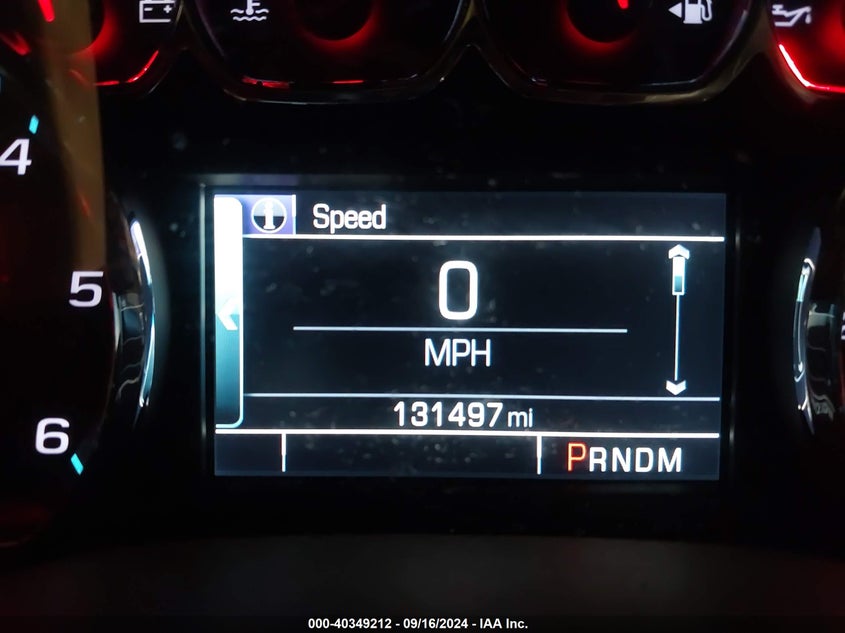 4
5
6
Speed
0
MPH
131497 mi
PRNDM
000-40349212 - 09/16/2024 - IAA Inc.